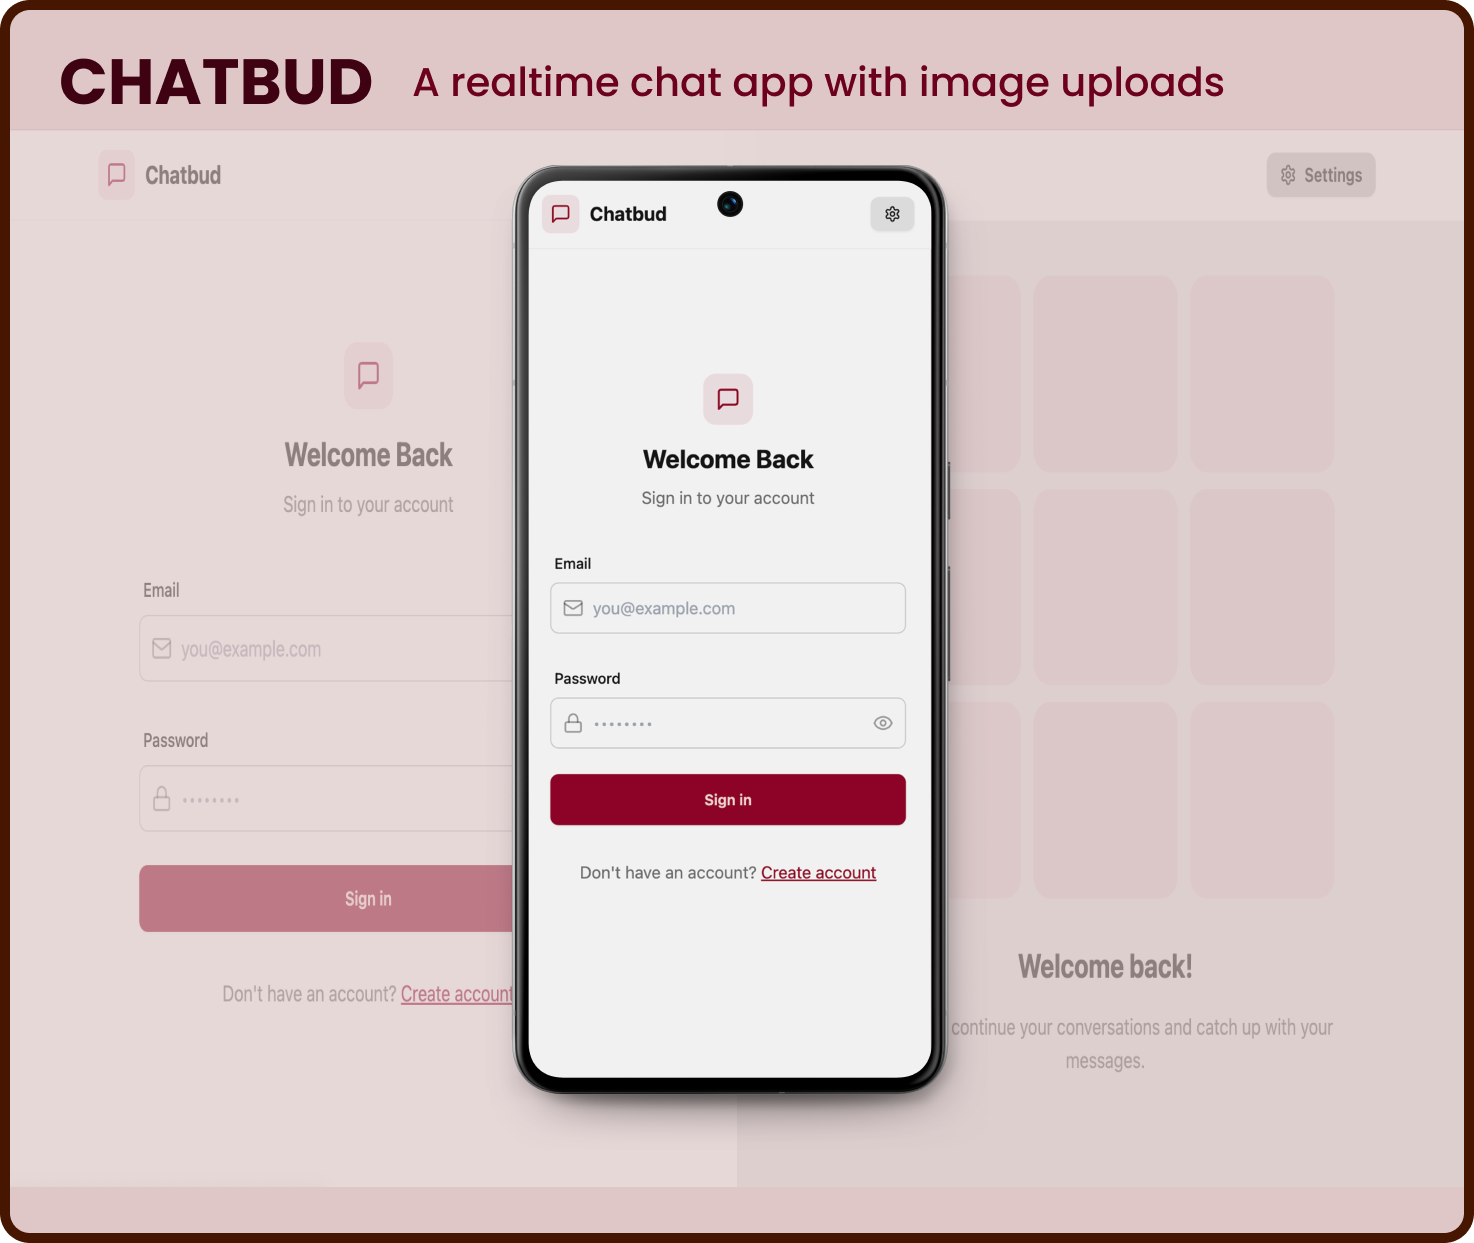 CHATBUD A realtime chat app with image uploads
Chatbud
Settings
Welcome Back
Sign in to your account
Email
you@example.com
Password
••••••••
Sign in
Don't have an account? Create account
Chatbud
Welcome Back
Sign in to your account
Email
you@example.com
Password
••••••••
Sign in
Don't have an account? Create account
Welcome back!
continue your conversations and catch up with your
messages.